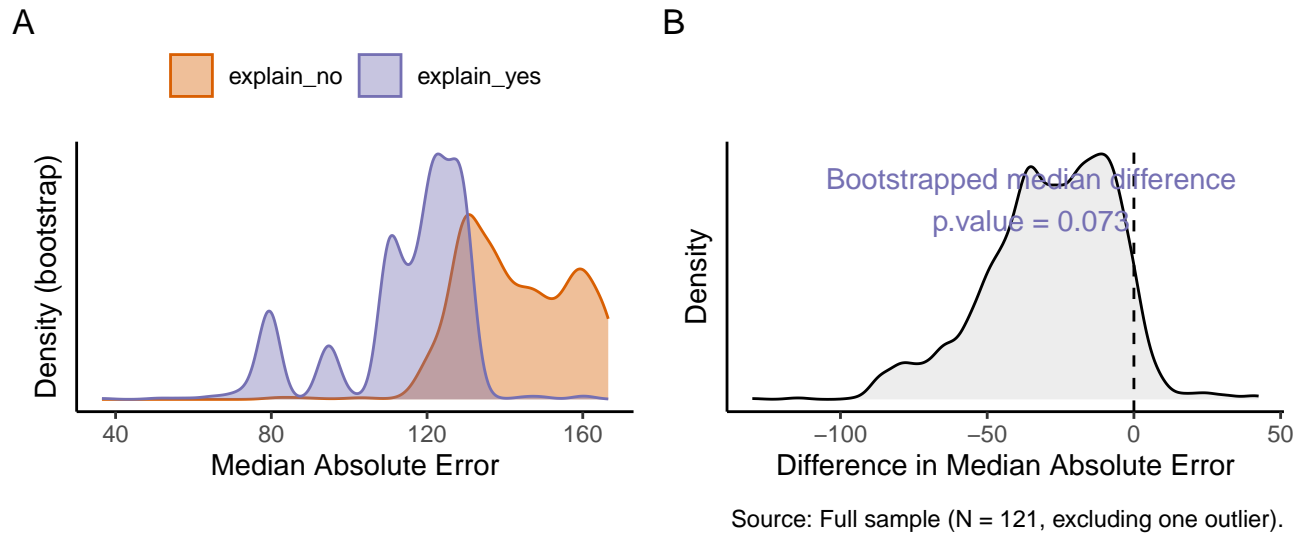 A
explain_no
explain_yes
Density (bootstrap)
40
80
120
160
Median Absolute Error
B
Bootstrapped median difference
p.value = 0.073
Density
−100
−50
0
50
Difference in Median Absolute Error
Source: Full sample (N = 121, excluding one outlier).